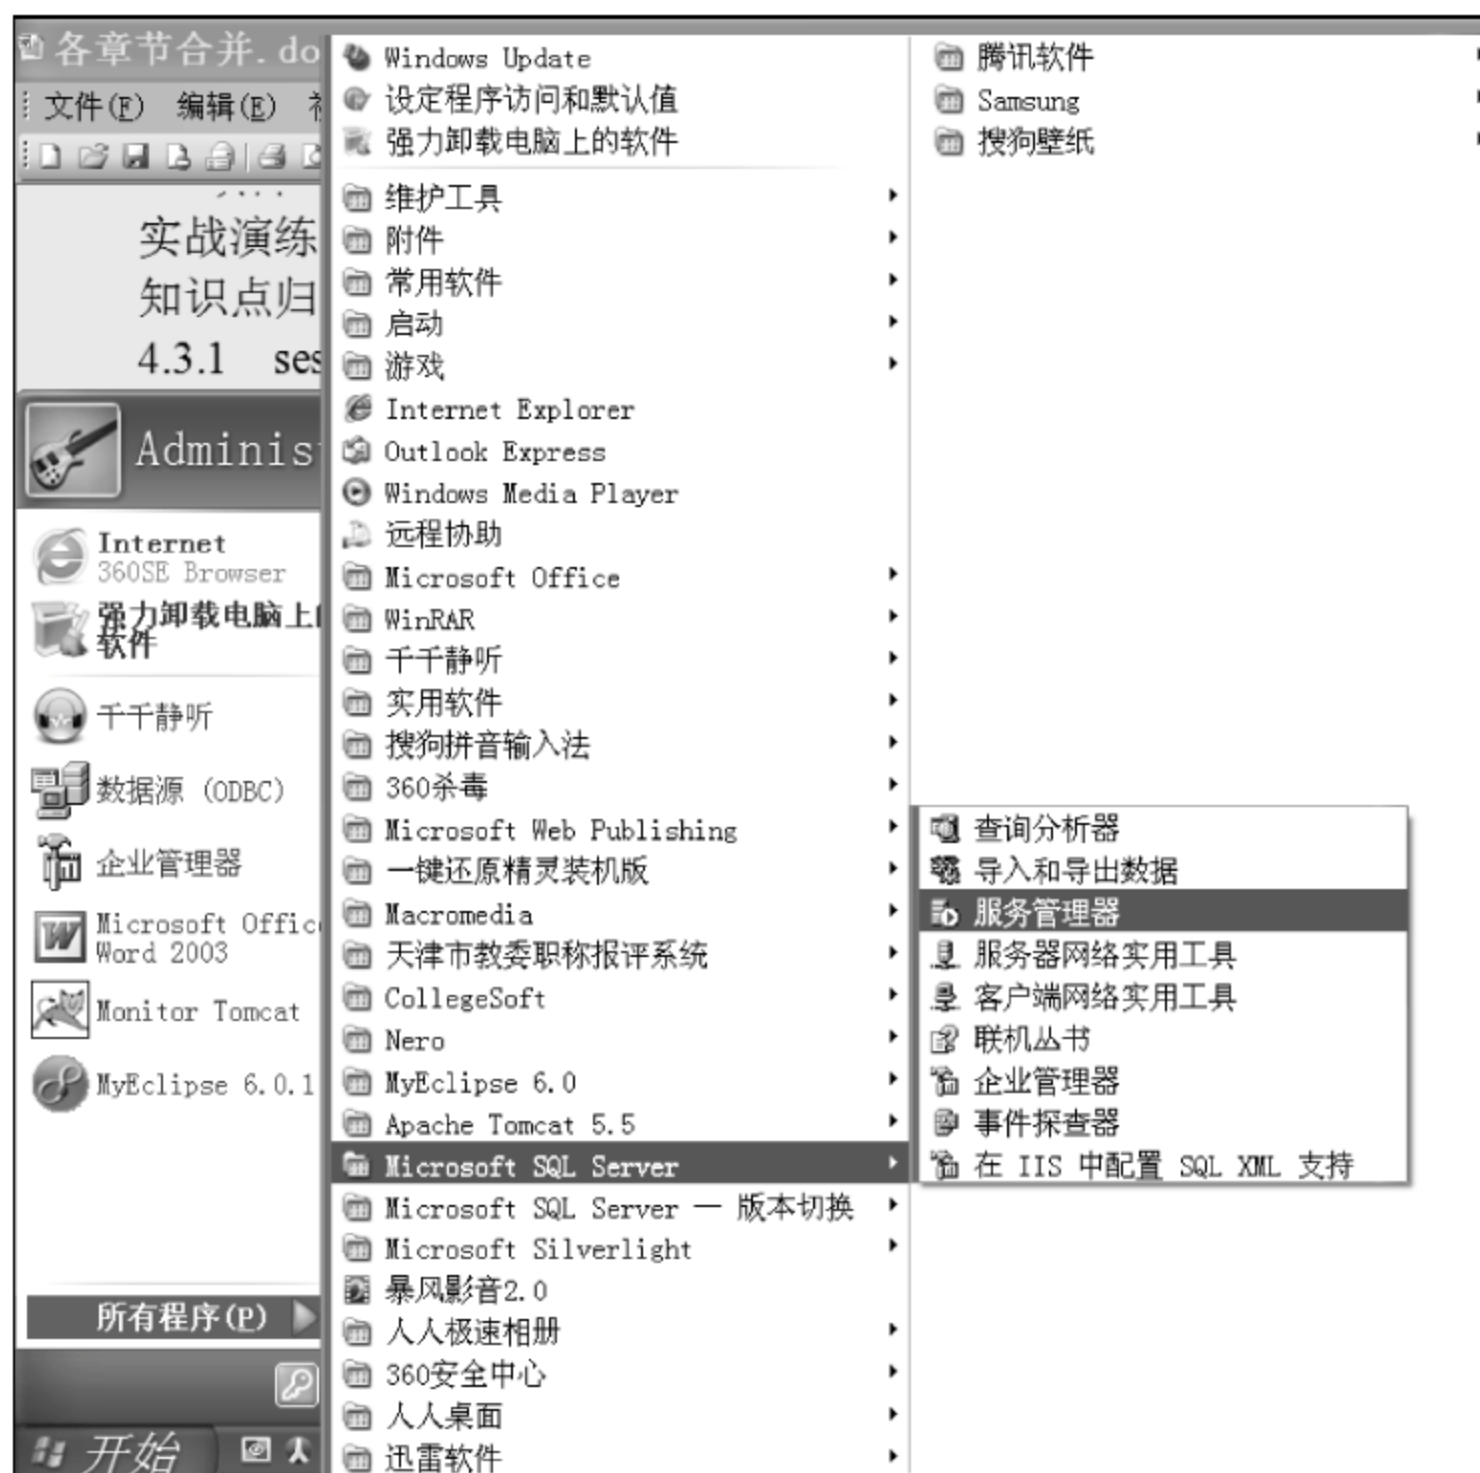 各章节合并. do
文件(F) 编辑(E)
实战演练
知识点归
4.3.1 ses
Adminis
Internet
360SE Browser
强力卸载电脑上
软件
千千静听
数据源 (ODBC)
企业管理器
Microsoft Offic
Word 2003
Monitor Tomcat
MyEclipse 6.0.1
所有程序(P)
开始
Windows Update
设定程序访问和默认值
强力卸载电脑上的软件
维护工具
附件
常用软件
启动
游戏
Internet Explorer
Outlook Express
Windows Media Player
远程协助
Microsoft Office
WinRAR
千千静听
实用软件
搜狗拼音输入法
360杀毒
Microsoft Web Publishing
一键还原精灵装机版
Macromedia
天津市教委职称报评系统
CollegeSoft
Nero
MyEclipse 6.0
Apache Tomcat 5.5
Microsoft SQL Server
Microsoft SQL Server — 版本切换
Microsoft Silverlight
暴风影音2.0
人人极速相册
360安全中心
人人桌面
迅雷软件
腾讯软件
Samsung
搜狗壁纸
查询分析器
导入和导出数据
服务管理器
服务器网络实用工具
客户端网络实用工具
联机丛书
企业管理器
事件探查器
在 IIS 中配置 SQL XML 支持